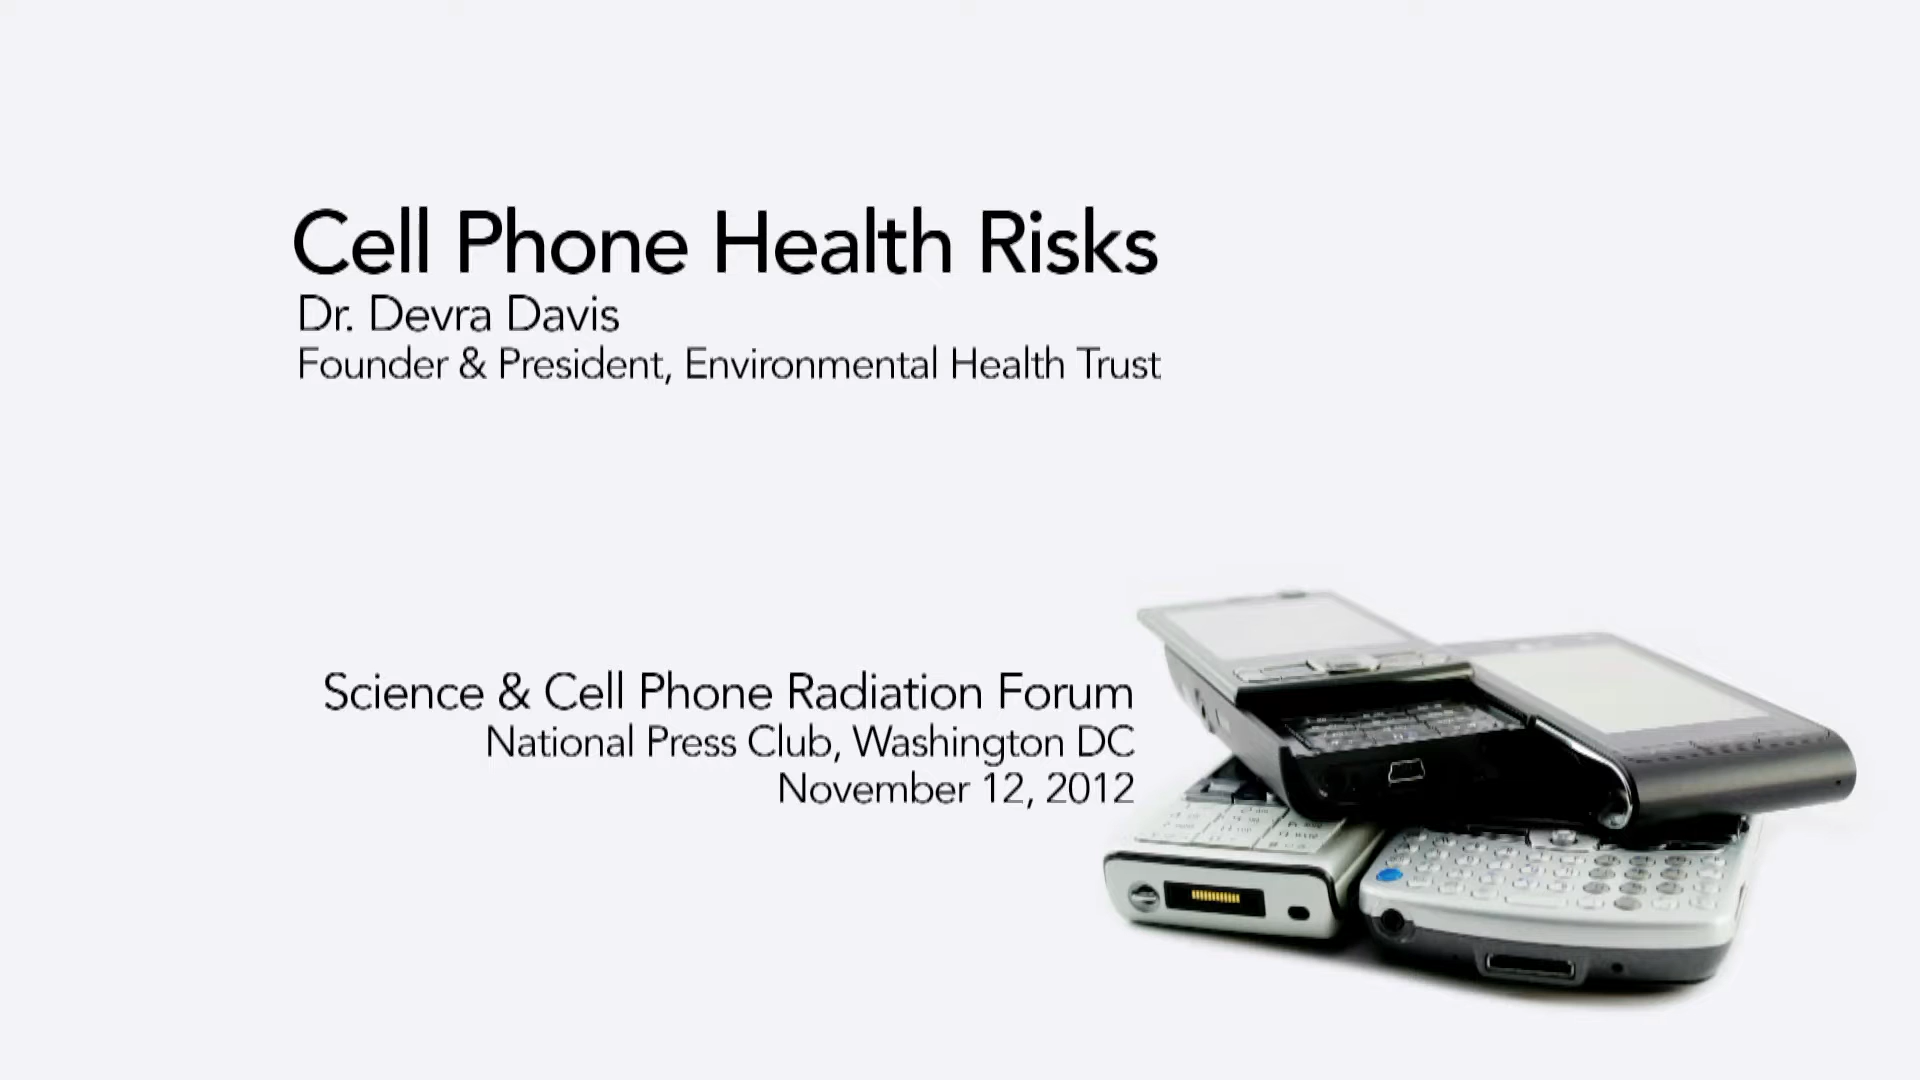 Cell Phone Health Risks
Dr. Devra Davis
Founder & President, Environmental Health Trust
Science & Cell Phone Radiation Forum
National Press Club, Washington DC
November 12, 2012